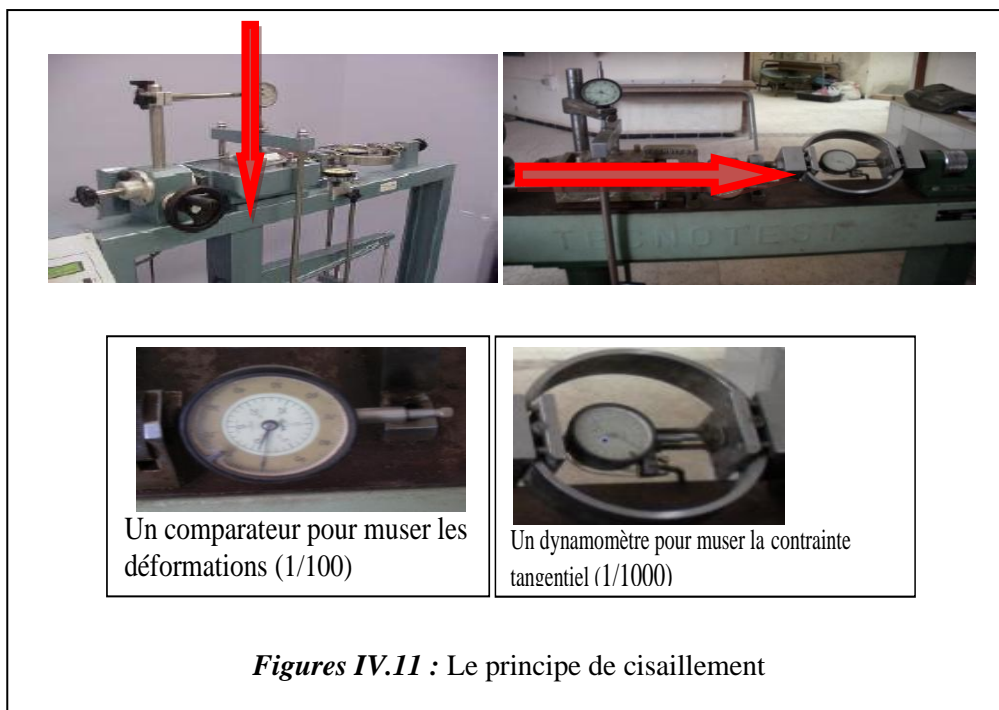 TECNOTEST
Un comparateur pour muser les
déformations (1/100)
Un dynamomètre pour muser la contrainte
tangentiel (1/1000)
Figures IV.11 : Le principe de cisaillement